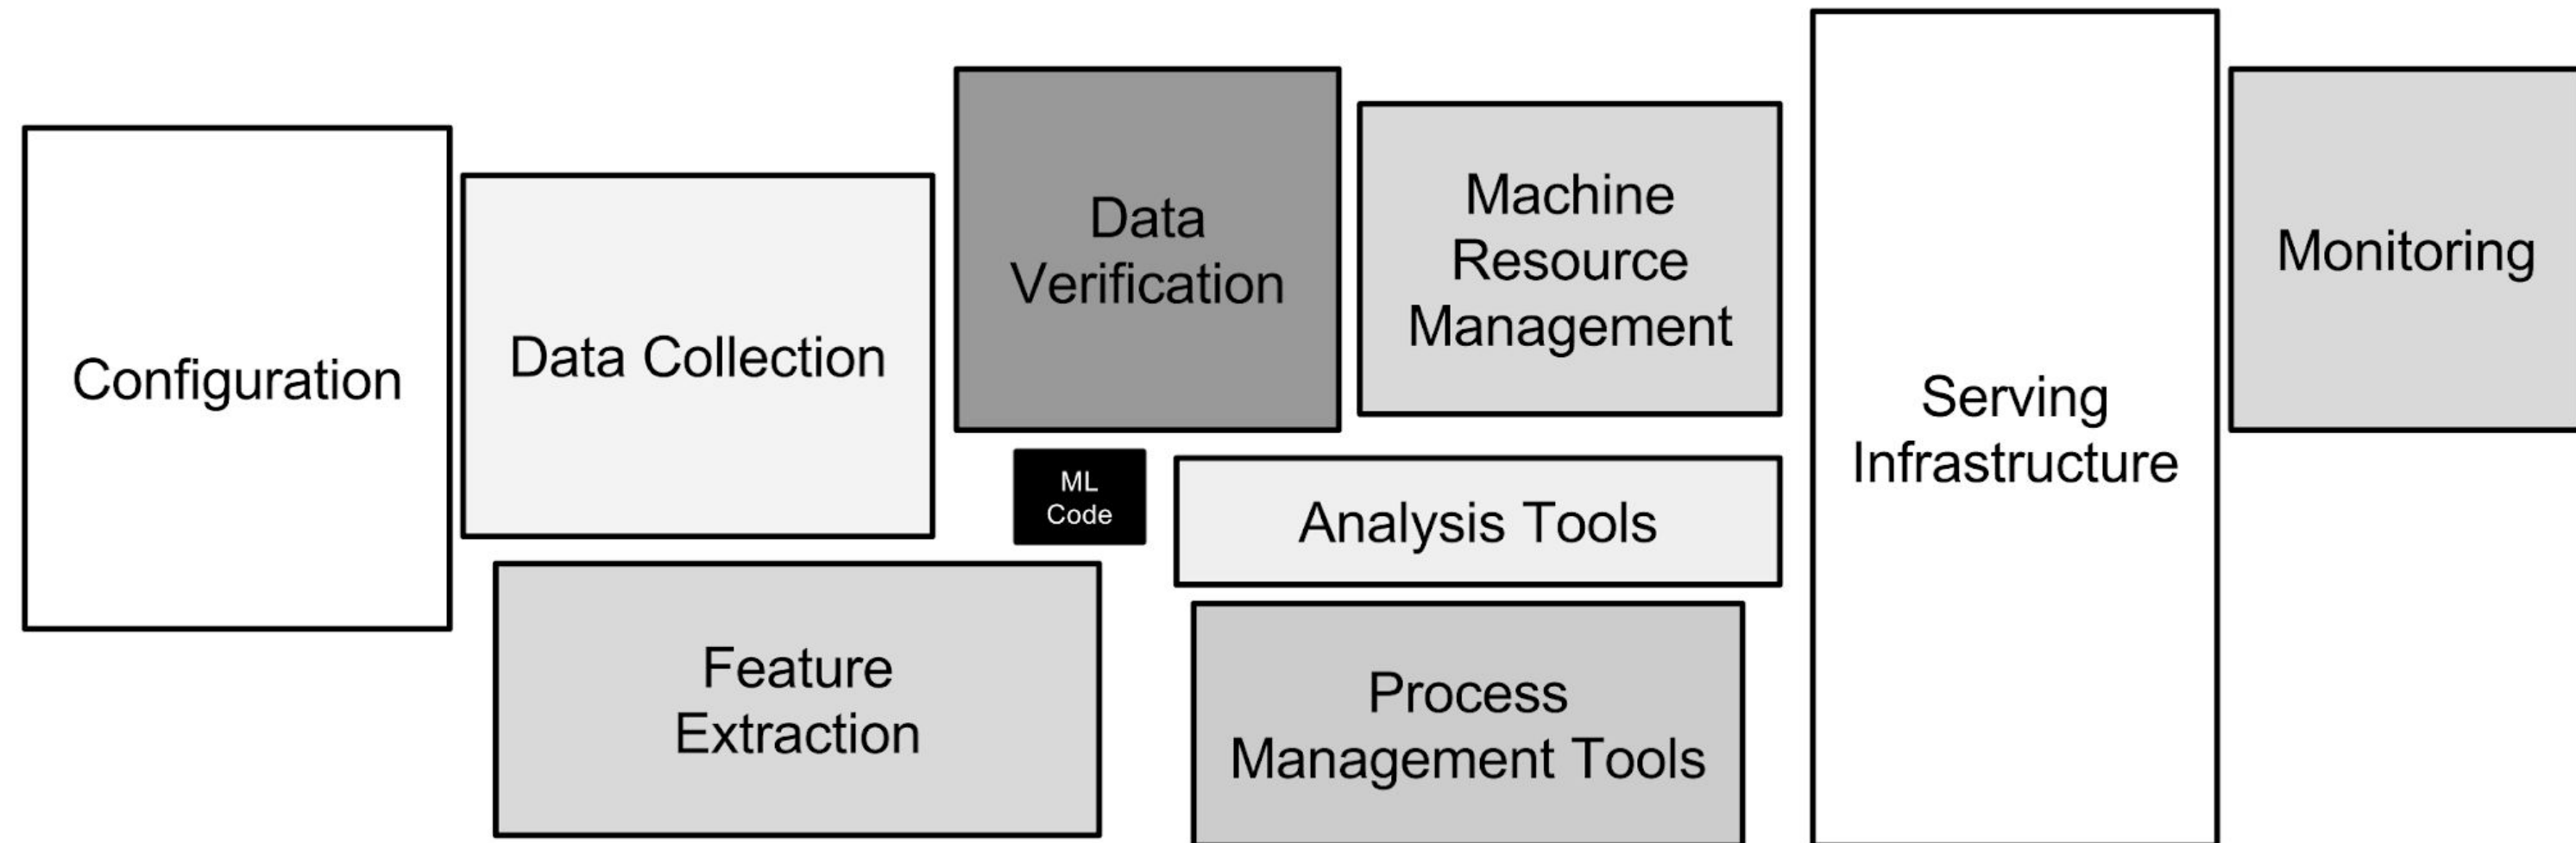 Configuration
Data Collection
Data
Verification
Machine
Resource
Management
Serving
Infrastructure
Monitoring
ML
Code
Analysis Tools
Feature
Extraction
Process
Management Tools